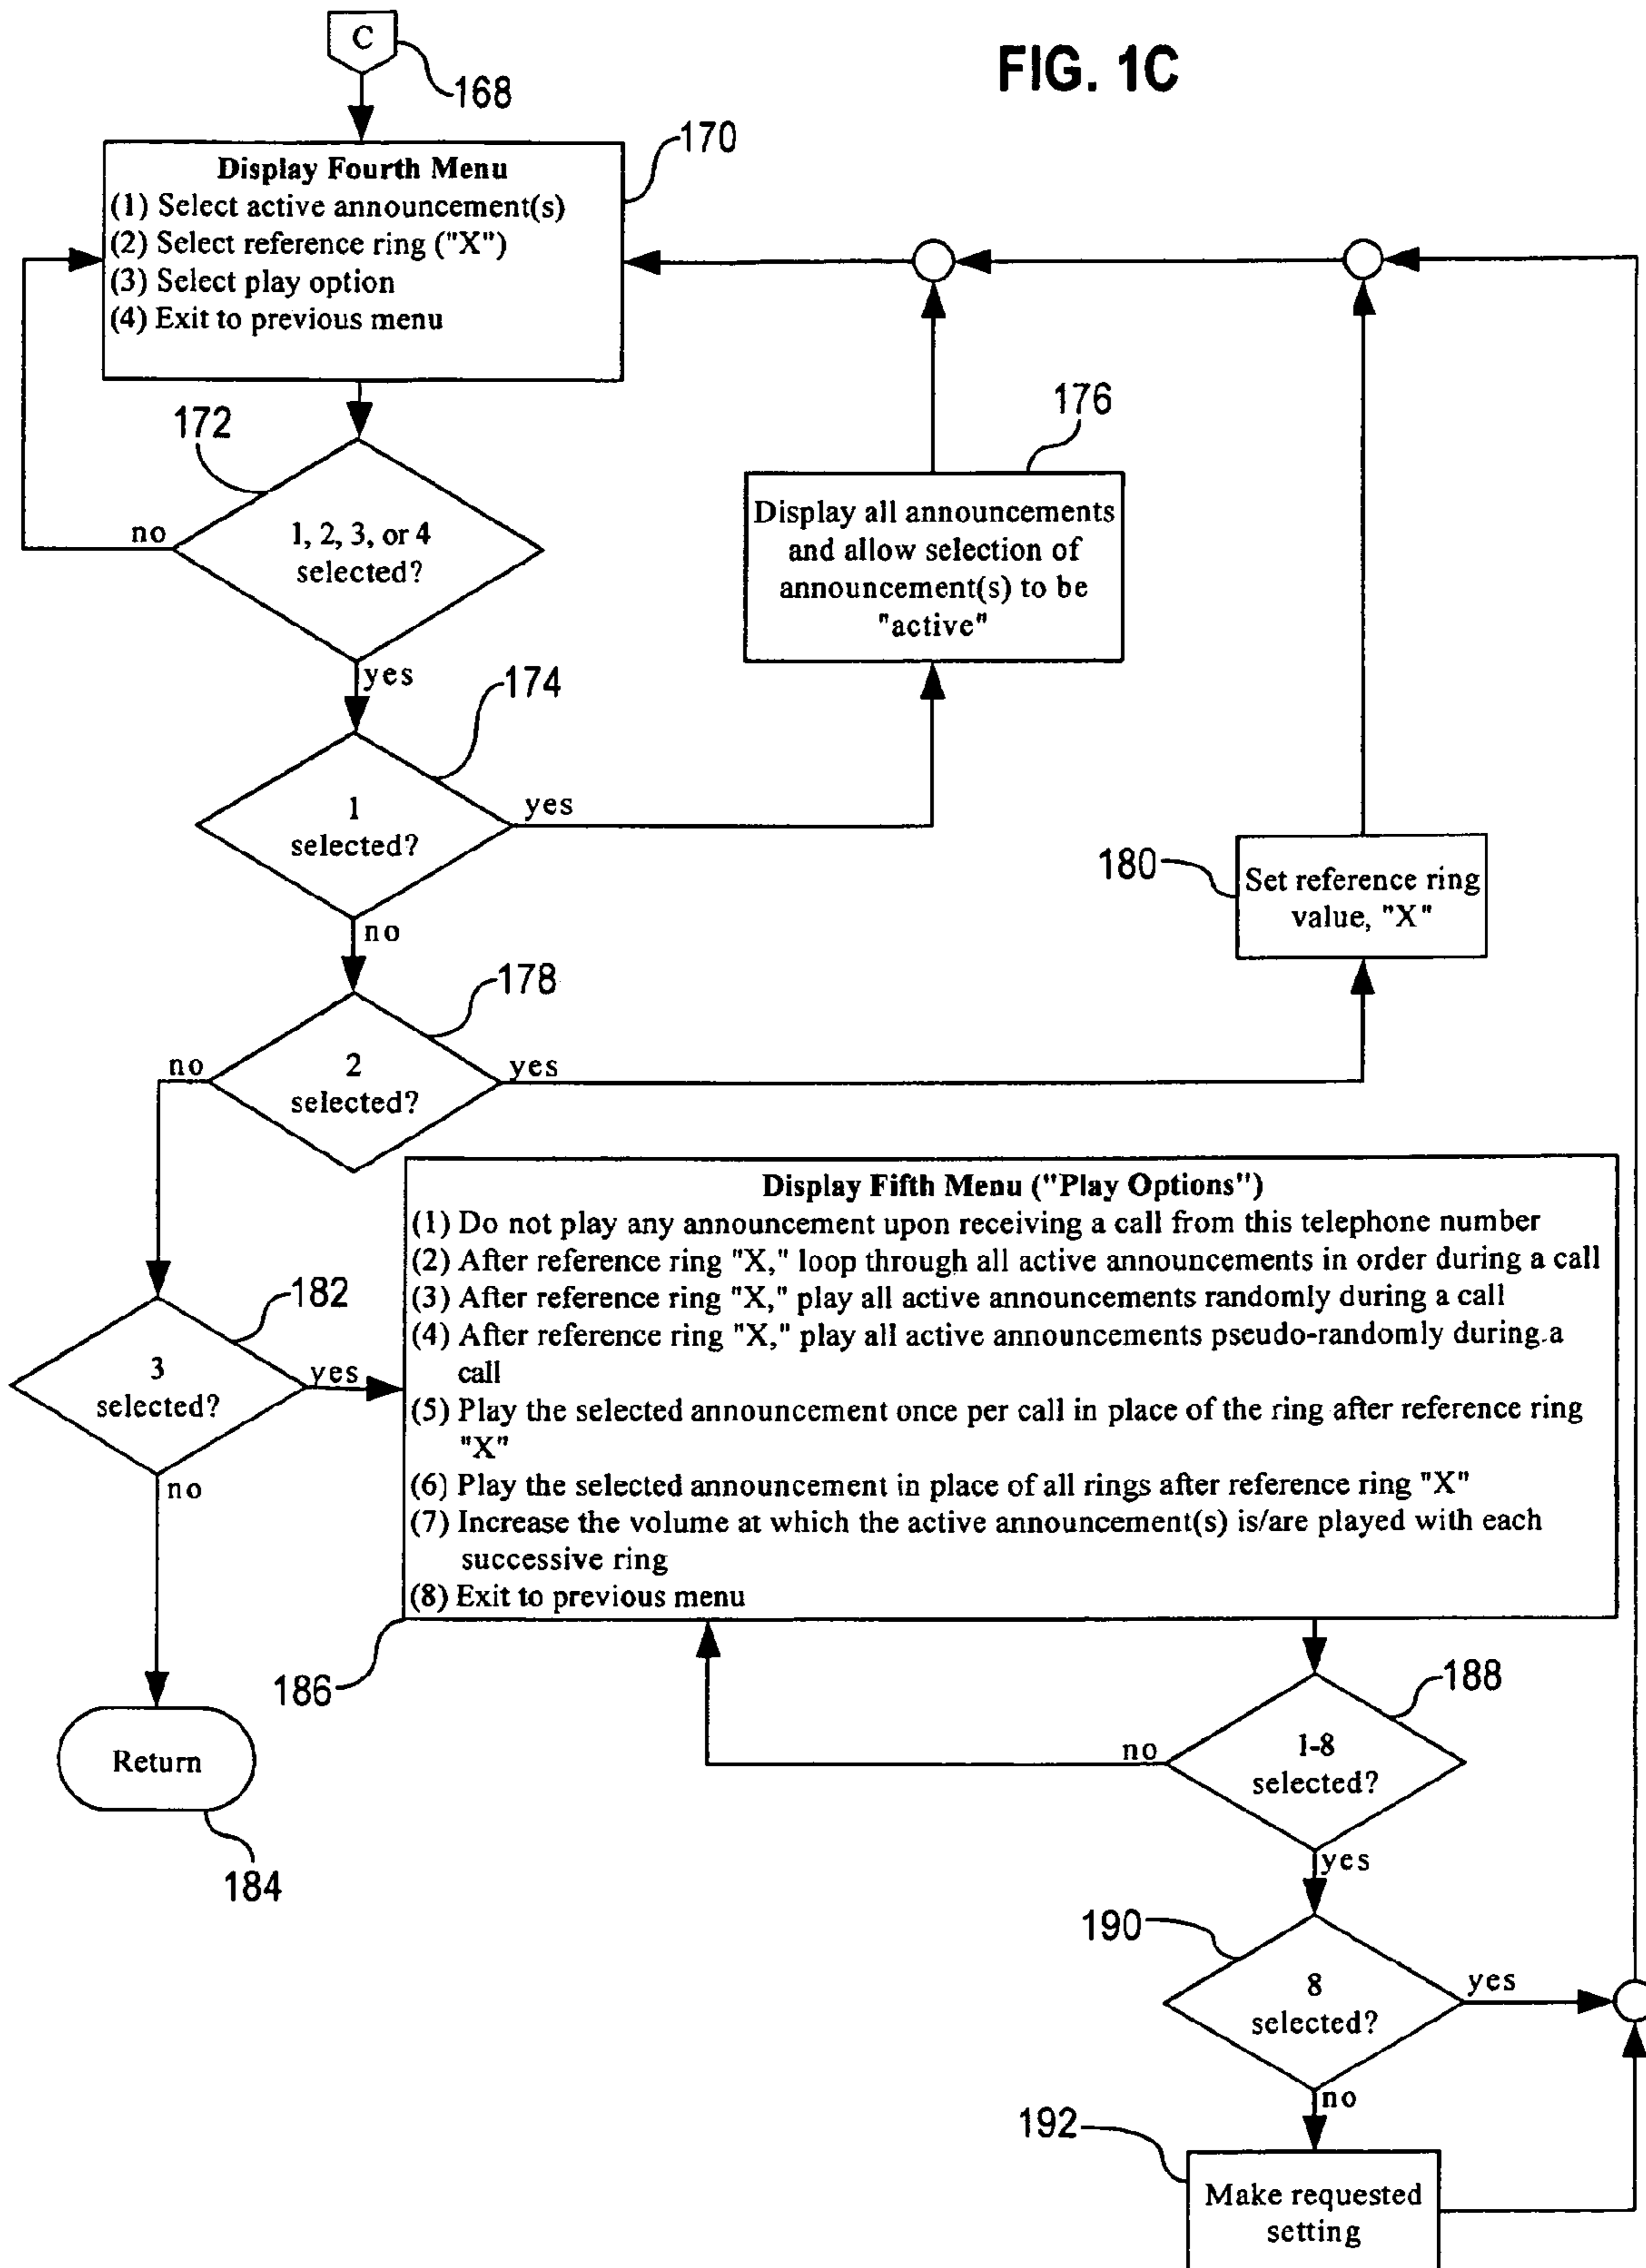 C
FIG. 1C
168
170
Display Fourth Menu
(1) Select active announcement(s)
(2) Select reference ring ("X")
(3) Select play option
(4) Exit to previous menu
172
176
no
1, 2, 3, or 4
selected?
Display all announcements
and allow selection of
announcement(s) to be
"active"
yes
174
1
selected?
yes
180
Set reference ring
value, "X"
no
178
no
2
selected?
yes
Display Fifth Menu ("Play Options")
(1) Do not play any announcement upon receiving a call from this telephone number
(2) After reference ring "X," loop through all active announcements in order during a call
(3) After reference ring "X," play all active announcements randomly during a call
(4) After reference ring "X," play all active announcements pseudo-randomly during a
call
(5) Play the selected announcement once per call in place of the ring after reference ring
"X"
(6) Play the selected announcement in place of all rings after reference ring "X"
(7) Increase the volume at which the active announcement(s) is/are played with each
successive ring
(8) Exit to previous menu
182
3
selected?
yes
no
186
188
Return
184
no
1-8
selected?
yes
190
8
selected?
yes
no
192
Make requested
setting